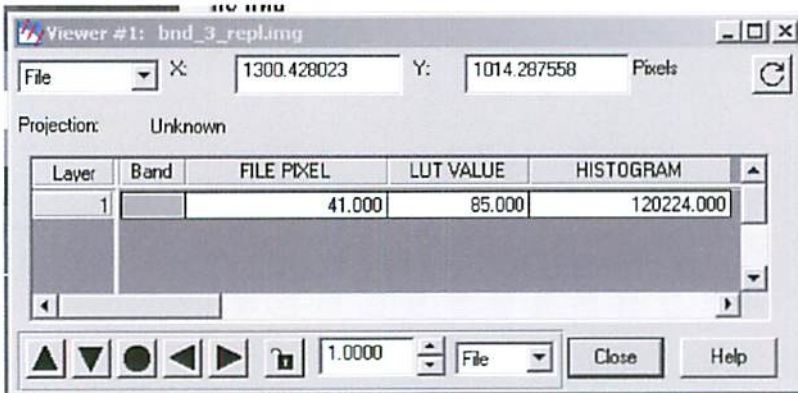 Viewer #1: bnd_3_repl.img
File X: 1300.428023 Y: 1014.287558 Pixels
Projection: Unknown
Layer Band FILE PIXEL LUT VALUE HISTOGRAM
1 41.000 85.000 120224.000
1.0000 File Close Help